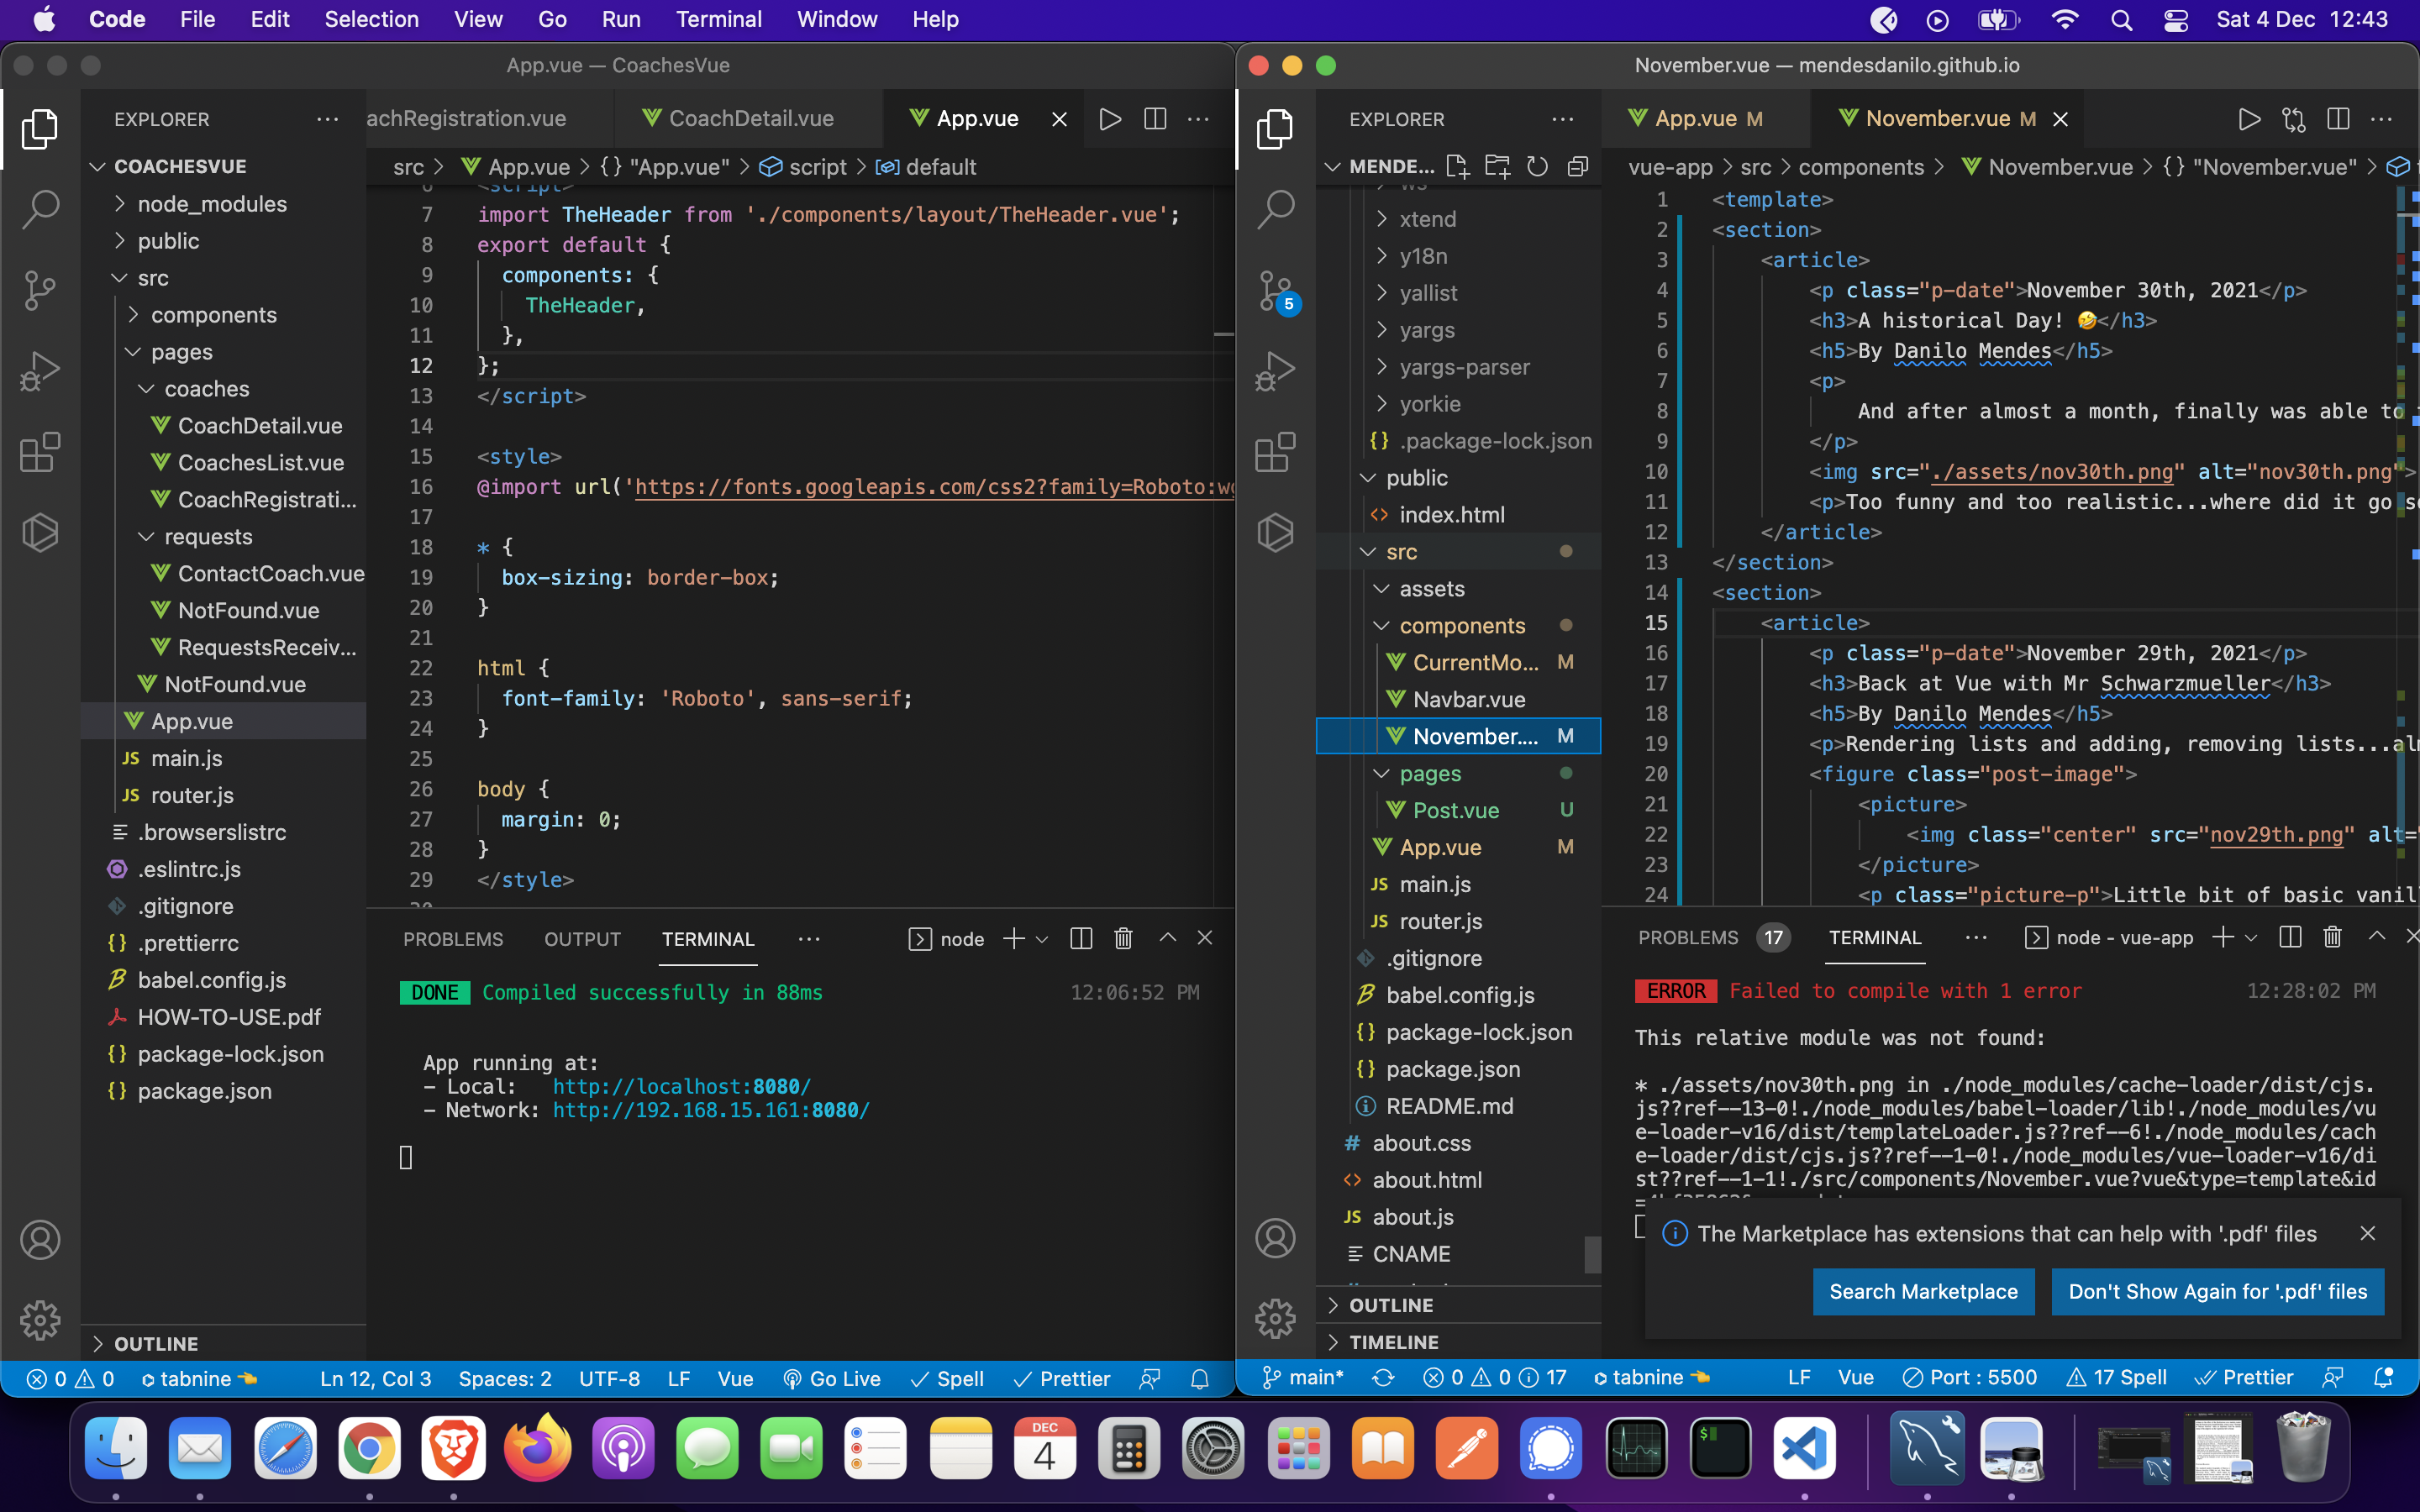 Code File Edit Selection View Go Run Terminal Window Help
Sat 4 Dec 12:43
App.vue — CoachesVue
EXPLORER
achRegistration.vue
CoachDetail.vue
App.vue
src > App.vue > {} "App.vue" > script > default
COACHESVUE
node_modules
public
src
components
pages
coaches
CoachDetail.vue
CoachesList.vue
CoachRegistrati...
requests
ContactCoach.vue
NotFound.vue
RequestsReceiv...
NotFound.vue
App.vue
JS main.js
JS router.js
.browserslistrc
.eslintrc.js
.gitignore
{} .prettierrc
babel.config.js
HOW-TO-USE.pdf
{} package-lock.json
{} package.json
OUTLINE
6 <script>
7 import TheHeader from './components/layout/TheHeader.vue';
8 export default {
9 components: {
10 TheHeader,
11 },
12 };
13 </script>
14
15 <style>
16 @import url('https://fonts.googleapis.com/css2?family=Roboto:w
17
18 * {
19 box-sizing: border-box;
20 }
21
22 html {
23 font-family: 'Roboto', sans-serif;
24 }
25
26 body {
27 margin: 0;
28 }
29 </style>
30
PROBLEMS OUTPUT TERMINAL ... node
DONE Compiled successfully in 88ms 12:06:52 PM
App running at:
- Local: http://localhost:8080/
- Network: http://192.168.15.161:8080/
0 0 tabnine Ln 12, Col 3 Spaces: 2 UTF-8 LF Vue Go Live Spell Prettier
November.vue — mendesdanilo.github.io
EXPLORER
App.vue M
November.vue M
vue-app > src > components > November.vue > {} "November.vue" >
MENDE...
ws
xtend
y18n
yallist
yargs
yargs-parser
yorkie
{} .package-lock.json
public
<> index.html
src
assets
components
CurrentMo... M
Navbar.vue
November.... M
pages
Post.vue U
App.vue M
JS main.js
JS router.js
.gitignore
babel.config.js
{} package-lock.json
{} package.json
README.md
# about.css
<> about.html
JS about.js
CNAME
OUTLINE
TIMELINE
5
1 <template>
2 <section>
3 <article>
4 <p class="p-date">November 30th, 2021</p>
5 <h3>A historical Day! 🤣</h3>
6 <h5>By Danilo Mendes</h5>
7 <p>
8 And after almost a month, finally was able to
9 </p>
10 <img src="./assets/nov30th.png" alt="nov30th.png">
11 <p>Too funny and too realistic...where did it go s
12 </article>
13 </section>
14 <section>
15 <article>
16 <p class="p-date">November 29th, 2021</p>
17 <h3>Back at Vue with Mr Schwarzmueller</h3>
18 <h5>By Danilo Mendes</h5>
19 <p>Rendering lists and adding, removing lists...al
20 <figure class="post-image">
21 <picture>
22 <img class="center" src="nov29th.png" alt=
23 </picture>
24 <p class="picture-p">Little bit of basic vanil
PROBLEMS 17 TERMINAL ... node - vue-app
ERROR Failed to compile with 1 error 12:28:02 PM
This relative module was not found:
* ./assets/nov30th.png in ./node_modules/cache-loader/dist/cjs.
js??ref--13-0!./node_modules/babel-loader/lib!./node_modules/vu
e-loader-v16/dist/templateLoader.js??ref--6!./node_modules/cach
e-loader/dist/cjs.js??ref--1-0!./node_modules/vue-loader-v16/di
st??ref--1-1!./src/components/November.vue?vue&type=template&id
The Marketplace has extensions that can help with '.pdf' files
Search Marketplace
Don't Show Again for '.pdf' files
main* 0 0 17 tabnine LF Vue Port : 5500 17 Spell Prettier
DEC
4